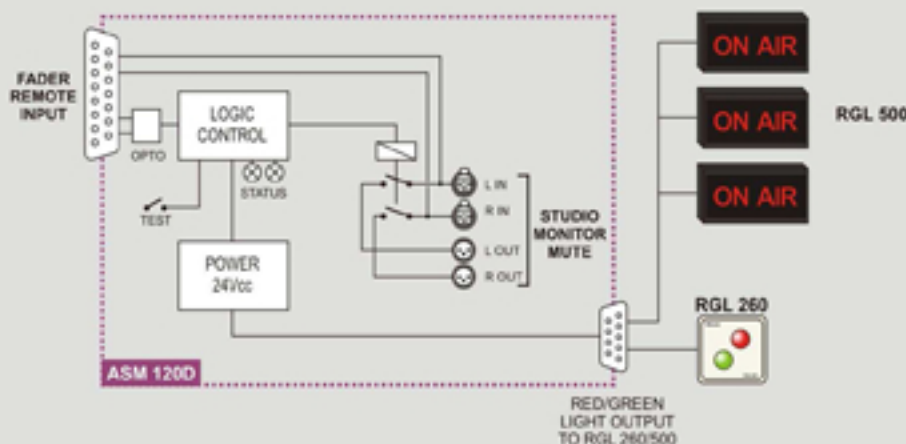 FADER
REMOTE
INPUT
OPTO
LOGIC
CONTROL
STATUS
TEST
POWER
24Vcc
L IN
R IN
L OUT
R OUT
STUDIO
MONITOR
MUTE
ON AIR
ON AIR
ON AIR
RGL 500
RGL 260
ASM 120D
RED/GREEN
LIGHT OUTPUT
TO RGL 260/500